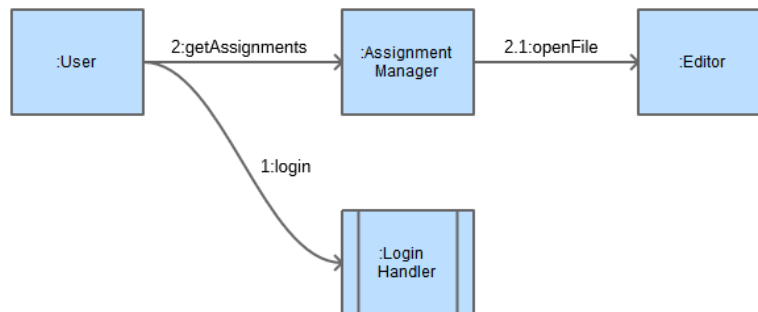 :User
2:getAssignments
:Assignment
Manager
2.1:openFile
:Editor
1:login
:Login
Handler